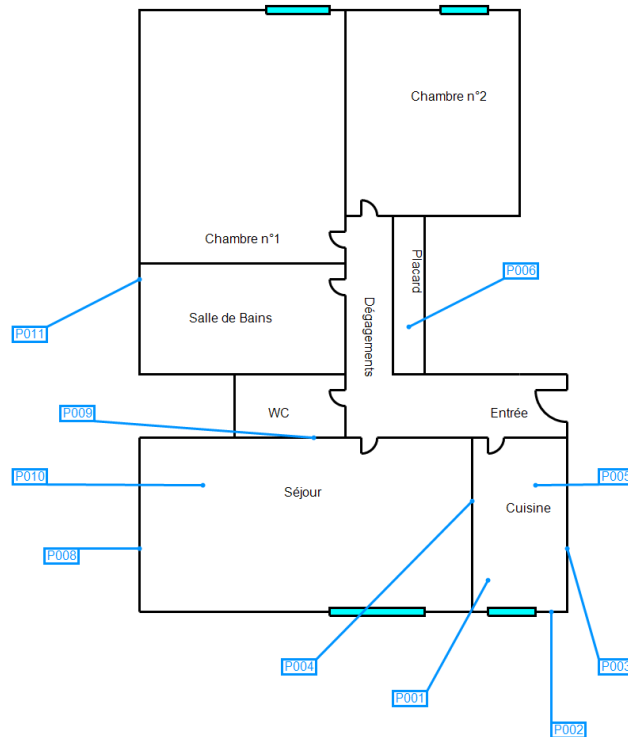 Chambre n°2
Chambre n°1
Placard
P006
Salle de Bains
Dégagements
P011
P009
WC
Entrée
P010
Séjour
P005
Cuisine
P008
P003
P004
P001
P002